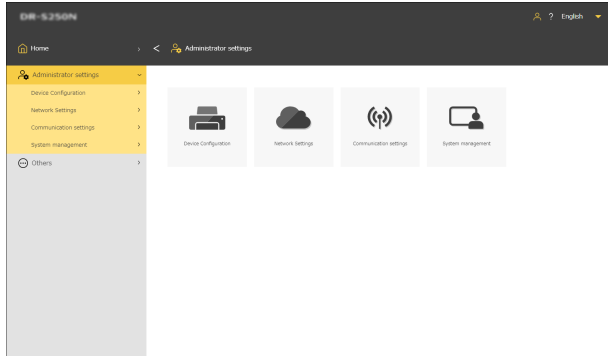 DR-S250N
? English
Home
Administrator settings
Administrator settings
Device Configuration
Network Settings
Communication settings
System management
Others
Device Configuration
Network Settings
Communication settings
System management